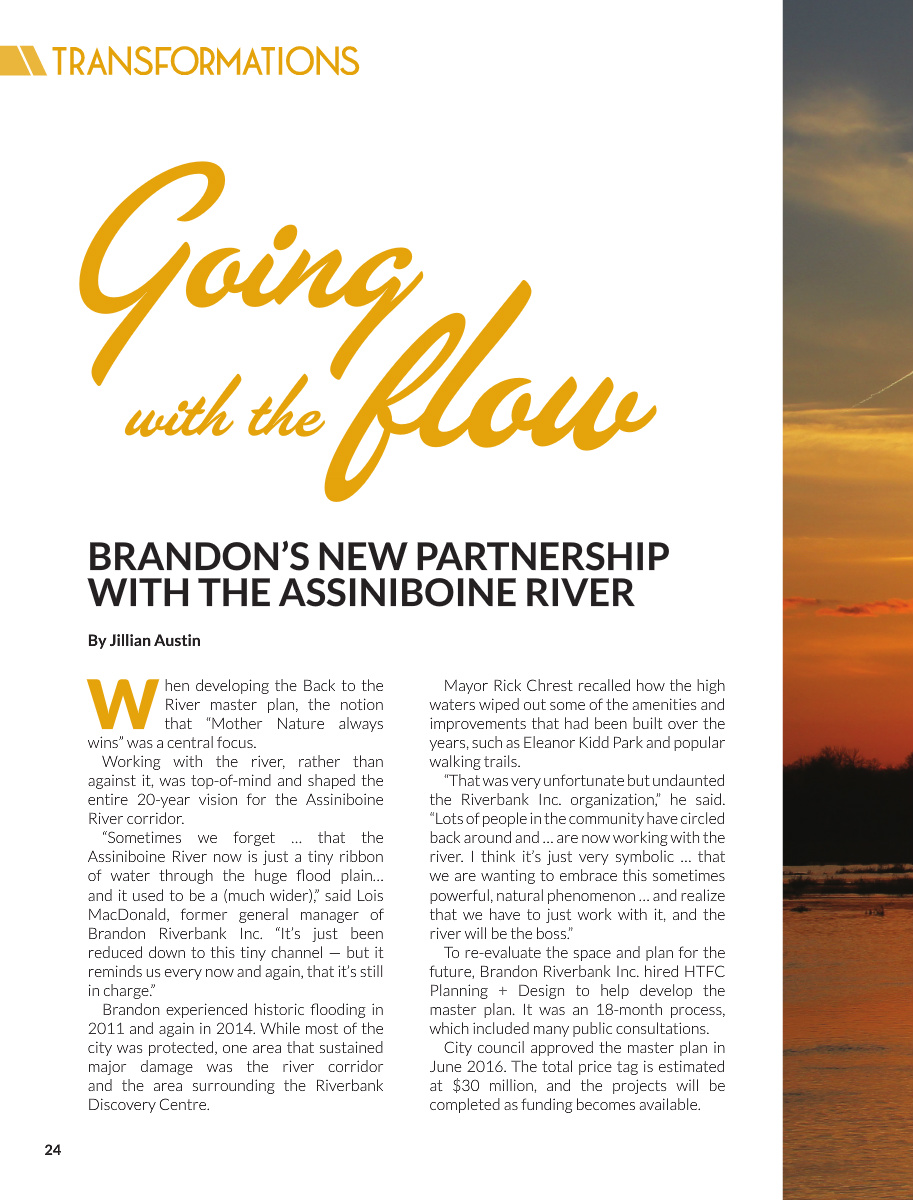 TRANSFORMATIONS
Going
with the flow
BRANDON'S NEW PARTNERSHIP
WITH THE ASSINIBOINE RIVER
By Jillian Austin
When developing the Back to the
River master plan, the notion
that “Mother Nature always
wins” was a central focus.
Working with the river, rather than
against it, was top-of-mind and shaped the
entire 20-year vision for the Assiniboine
River corridor.
“Sometimes we forget … that the
Assiniboine River now is just a tiny ribbon
of water through the huge flood plain…
and it used to be a (much wider),” said Lois
MacDonald, former general manager of
Brandon Riverbank Inc. “It’s just been
reduced down to this tiny channel — but it
reminds us every now and again, that it’s still
in charge.”
Brandon experienced historic flooding in
2011 and again in 2014. While most of the
city was protected, one area that sustained
major damage was the river corridor
and the area surrounding the Riverbank
Discovery Centre.
Mayor Rick Chrest recalled how the high
waters wiped out some of the amenities and
improvements that had been built over the
years, such as Eleanor Kidd Park and popular
walking trails.
“That was very unfortunate but undaunted
the Riverbank Inc. organization,” he said.
“Lots of people in the community have circled
back around and … are now working with the
river. I think it’s just very symbolic … that
we are wanting to embrace this sometimes
powerful, natural phenomenon … and realize
that we have to just work with it, and the
river will be the boss.”
To re-evaluate the space and plan for the
future, Brandon Riverbank Inc. hired HTFC
Planning + Design to help develop the
master plan. It was an 18-month process,
which included many public consultations.
City council approved the master plan in
June 2016. The total price tag is estimated
at $30 million, and the projects will be
completed as funding becomes available.
24